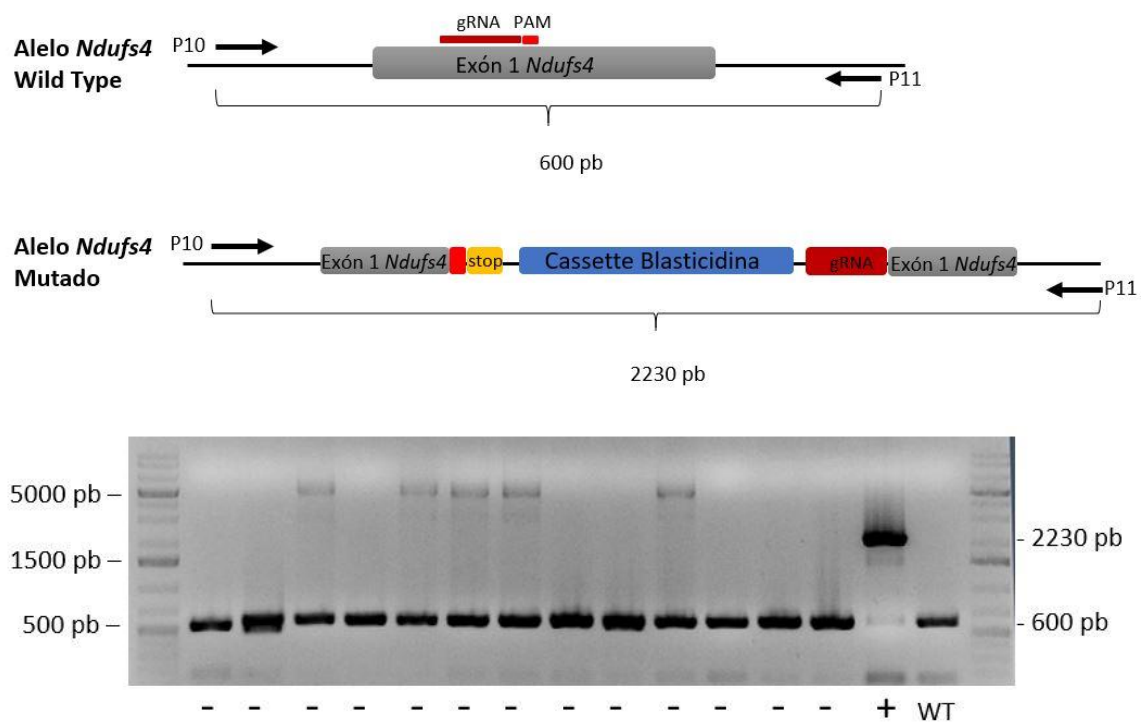 gRNA PAM
Alelo Ndufs4
Wild Type
P10
Exón 1 Ndufs4
P11
600 pb
Alelo Ndufs4
Mutado
P10
Exón 1 Ndufs4 stop Cassette Blasticidina gRNA Exón 1 Ndufs4
P11
2230 pb
5000 pb –
1500 pb –
500 pb –
- 2230 pb
- 600 pb
- - - - - - - - - - - - - + WT